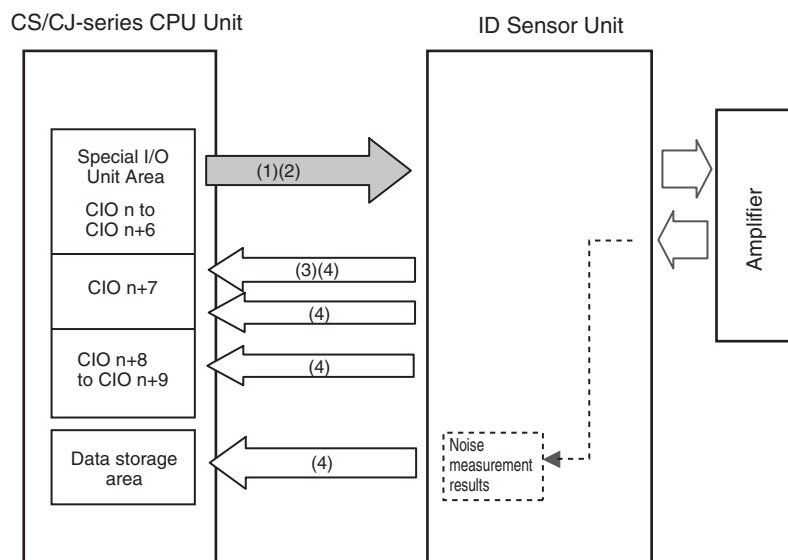 CS/CJ-series CPU Unit
ID Sensor Unit
Special I/O
Unit Area
CIO n to
CIO n+6
(1)(2)
CIO n+7
(3)(4)
(4)
CIO n+8
to CIO n+9
(4)
Data storage
area
(4)
Noise
measurement
results
Amplifier